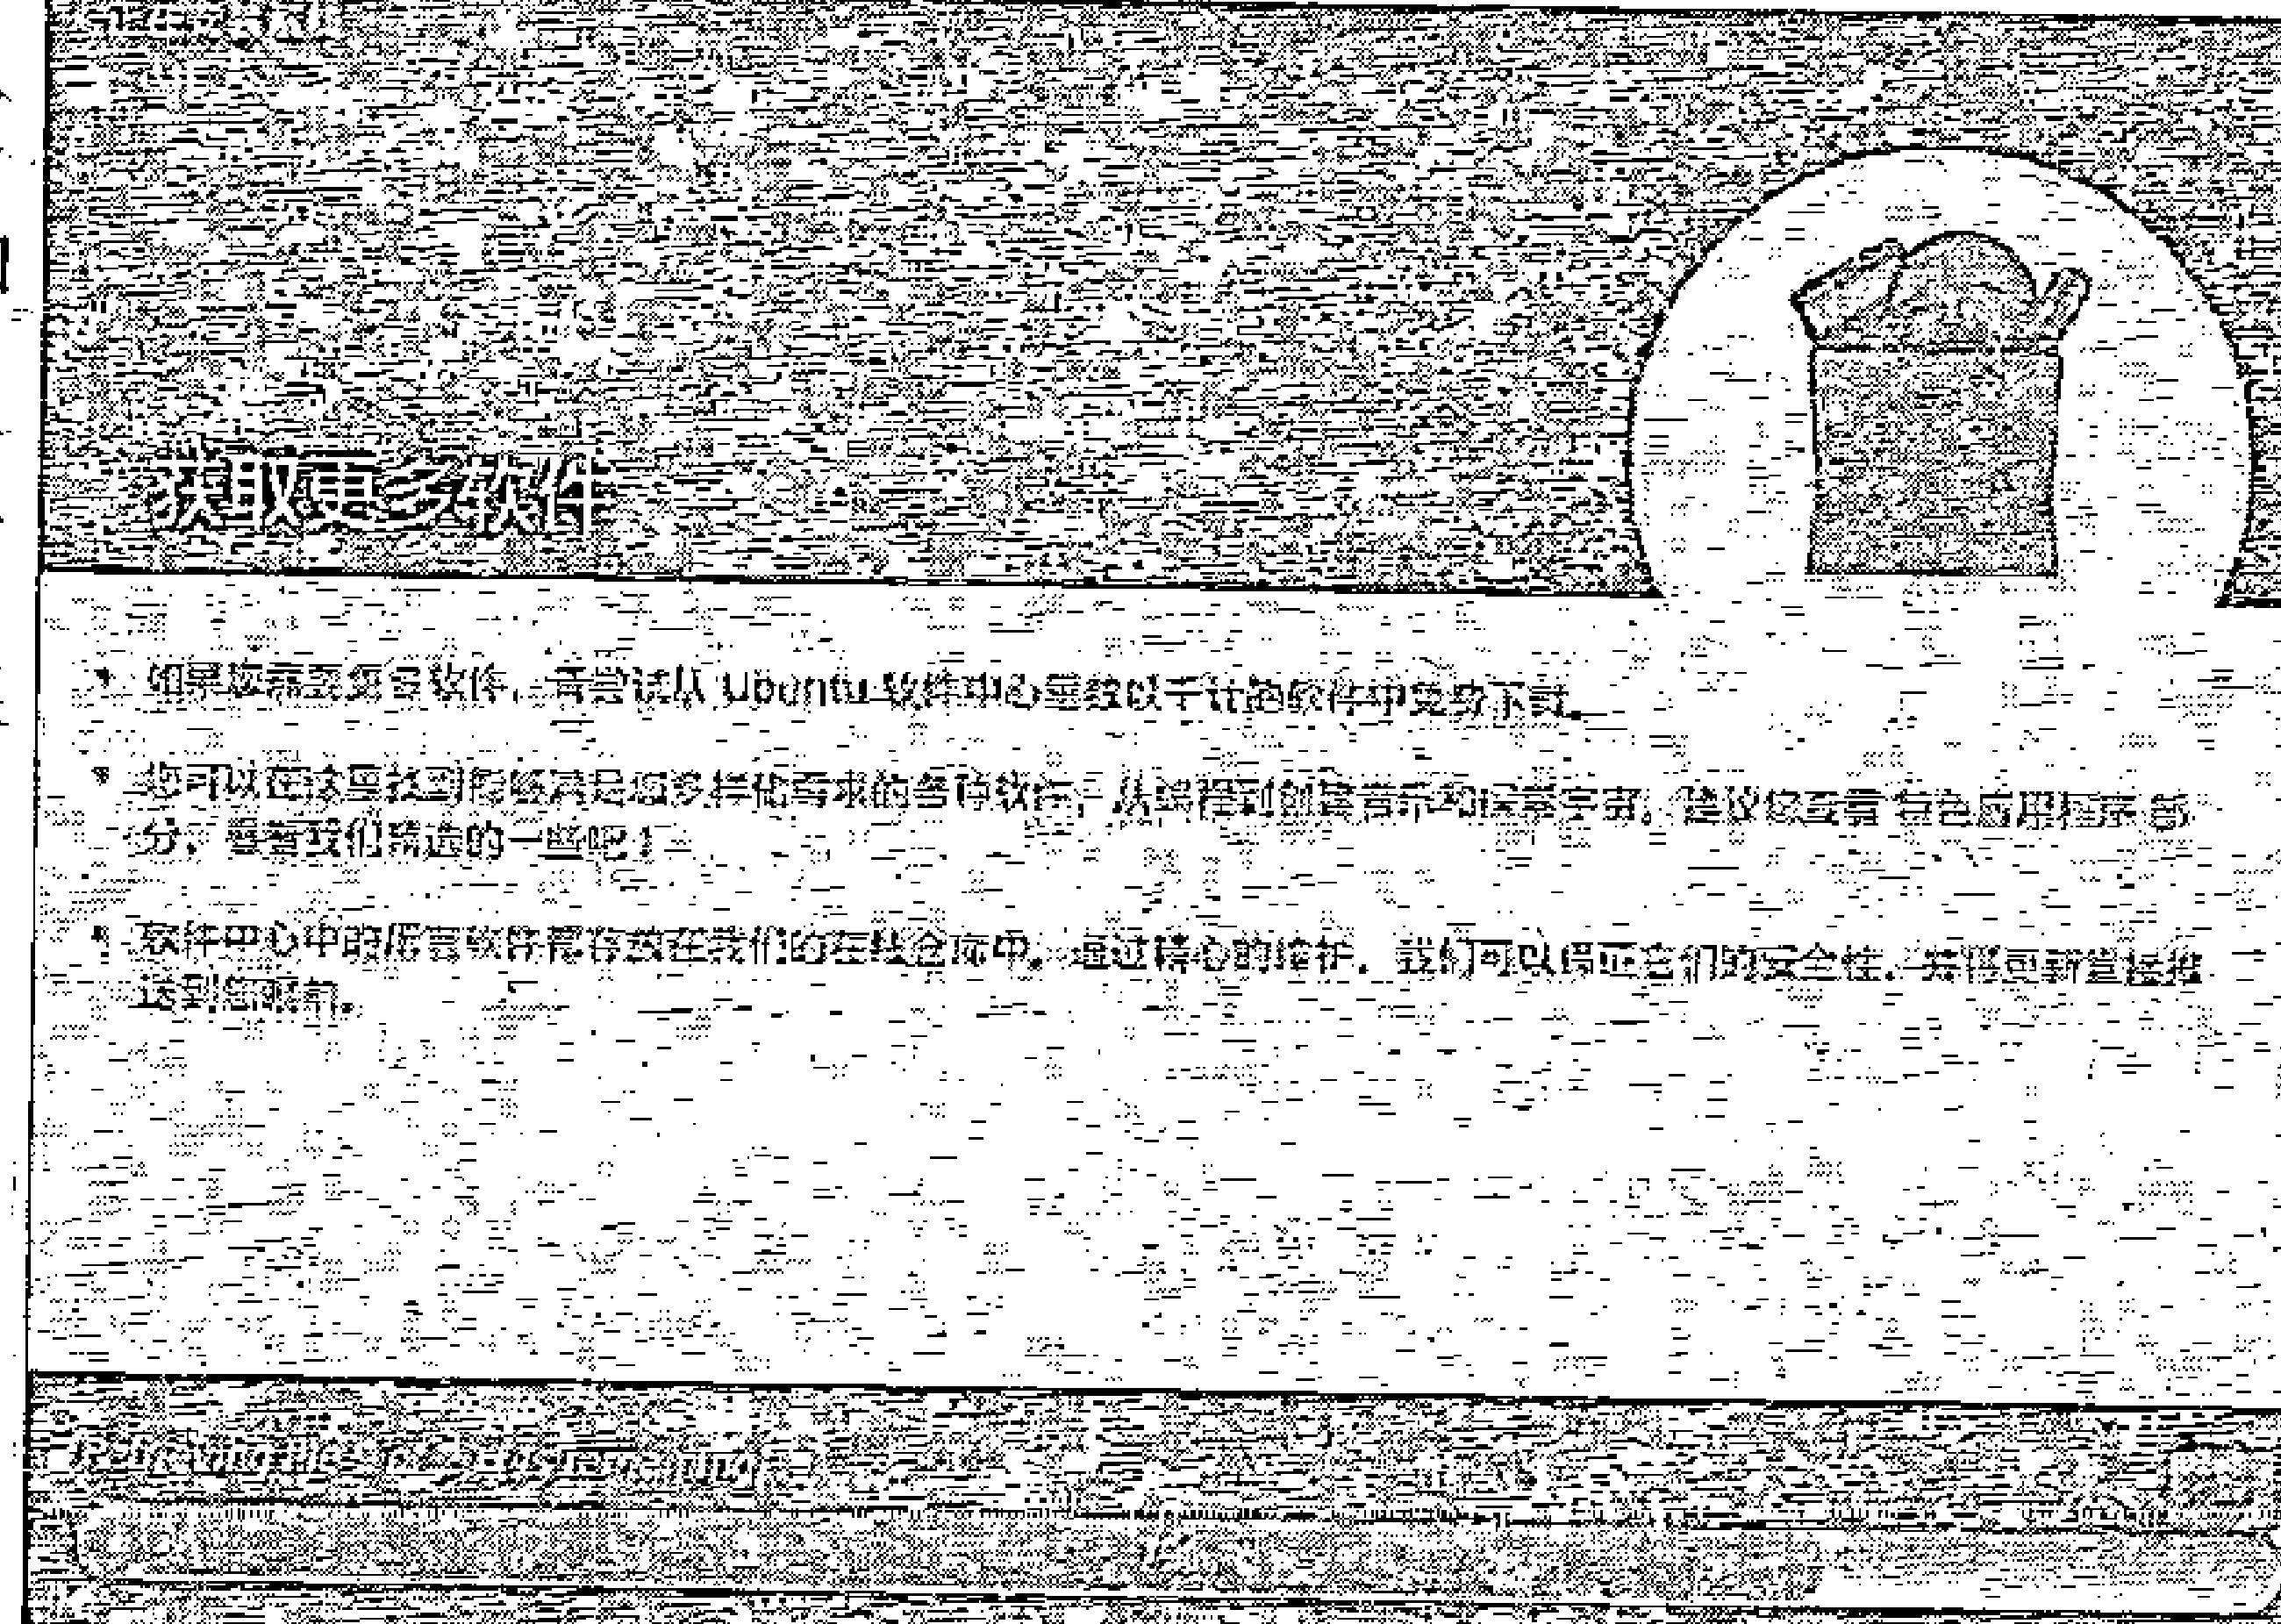 获取更多软件
如果您需要更多软件，请尝试从 Ubuntu 软件中心里数以千计的软件中免费下载。
您可以在这里找到能够满足您多样化需求的各种软件，从编程到创建音乐和探索宇宙。建议您查看 特色应用程序 部
分，看看我们精选的一些吧！
软件中心中的所有软件都存放在我们的在线仓库中。通过精心的维护，我们可以保证它们的安全性，并将更新直接推
送到您眼前。
Retrieving file